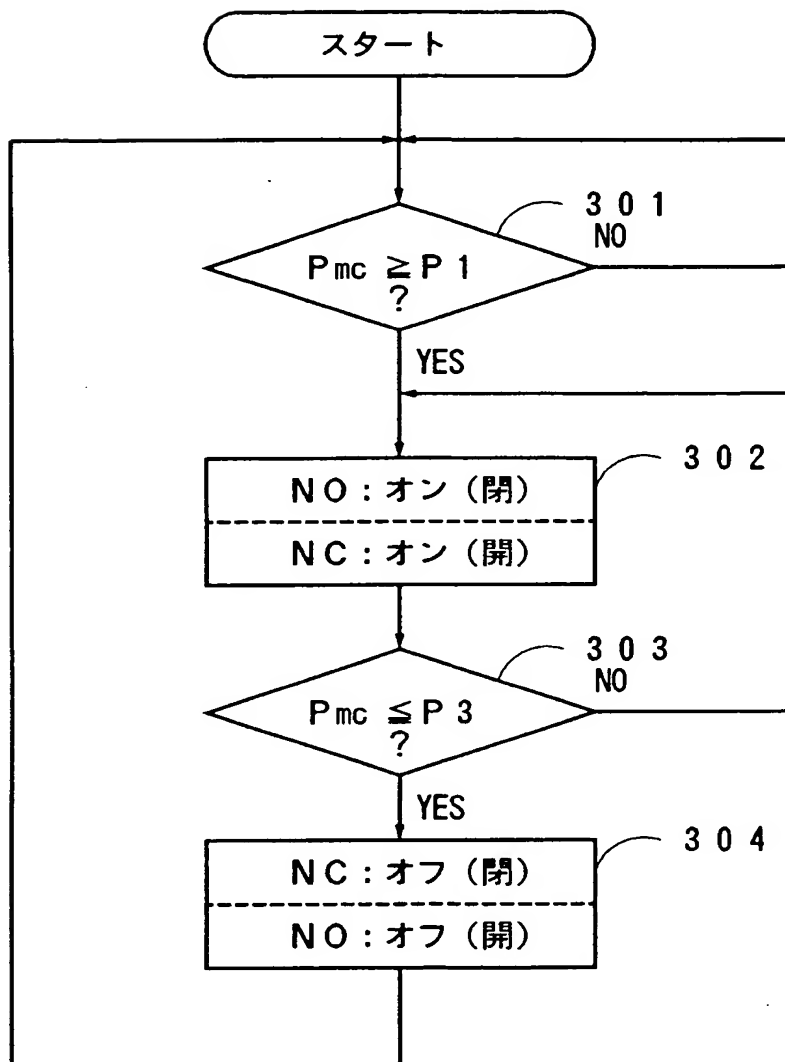 スタート
301
NO
Pmc ≧ P1
?
YES
302
NO:オン(閉)
NC:オン(開)
303
NO
Pmc ≦ P3
?
YES
304
NC:オフ(閉)
NO:オフ(開)